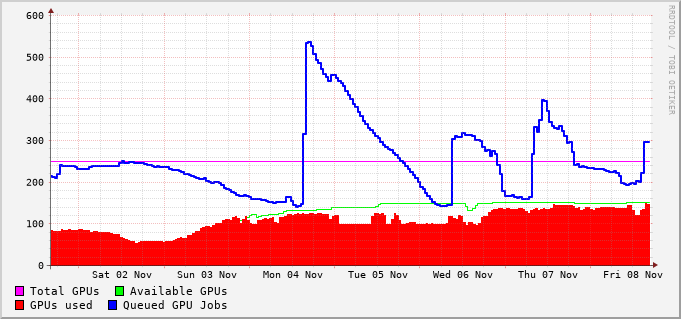 600
500
400
300
200
100
0
Sat 02 Nov Sun 03 Nov Mon 04 Nov Tue 05 Nov Wed 06 Nov Thu 07 Nov Fri 08 Nov
Total GPUs Available GPUs
GPUs used Queued GPU Jobs
RRDTOOL / TOBI OETIKER